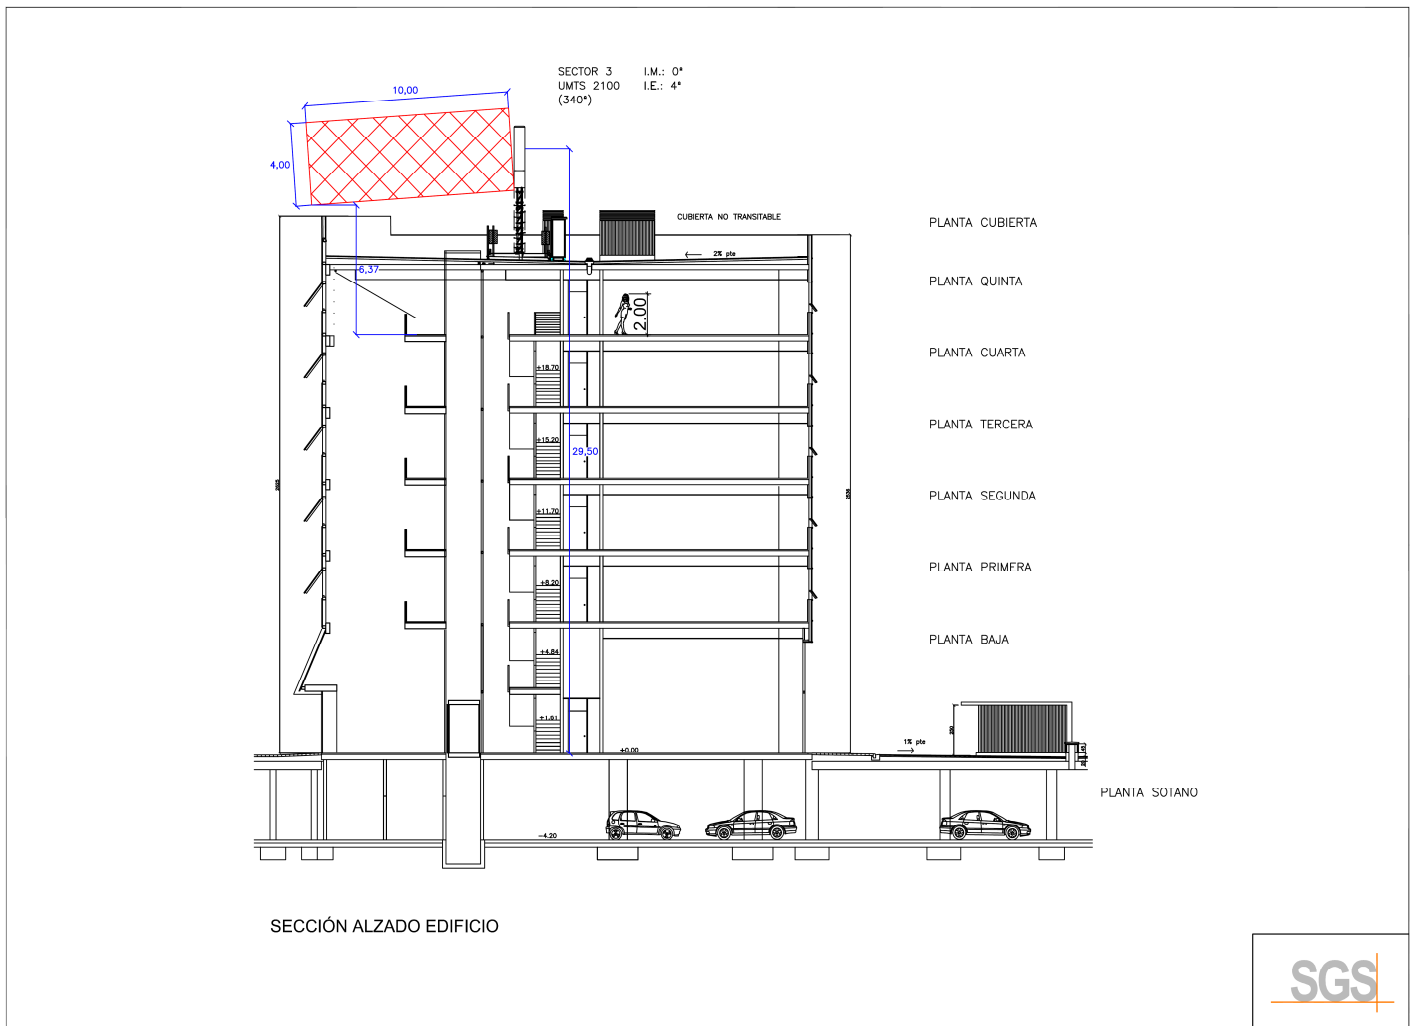 SECTOR 3 I.M.: 0°
UMTS 2100 I.E.: 4°
(340°)
10,00
4,00
CUBIERTA NO TRANSITABLE
PLANTA CUBIERTA
2% pte
6,37
PLANTA QUINTA
2.00
PLANTA CUARTA
+18.70
PLANTA TERCERA
+15.20
29,50
PLANTA SEGUNDA
+11.70
PLANTA PRIMERA
+8.20
PLANTA BAJA
+4.84
+1.01
1% pte
+0.00
PLANTA SOTANO
-4.20
SECCIÓN ALZADO EDIFICIO
SGS